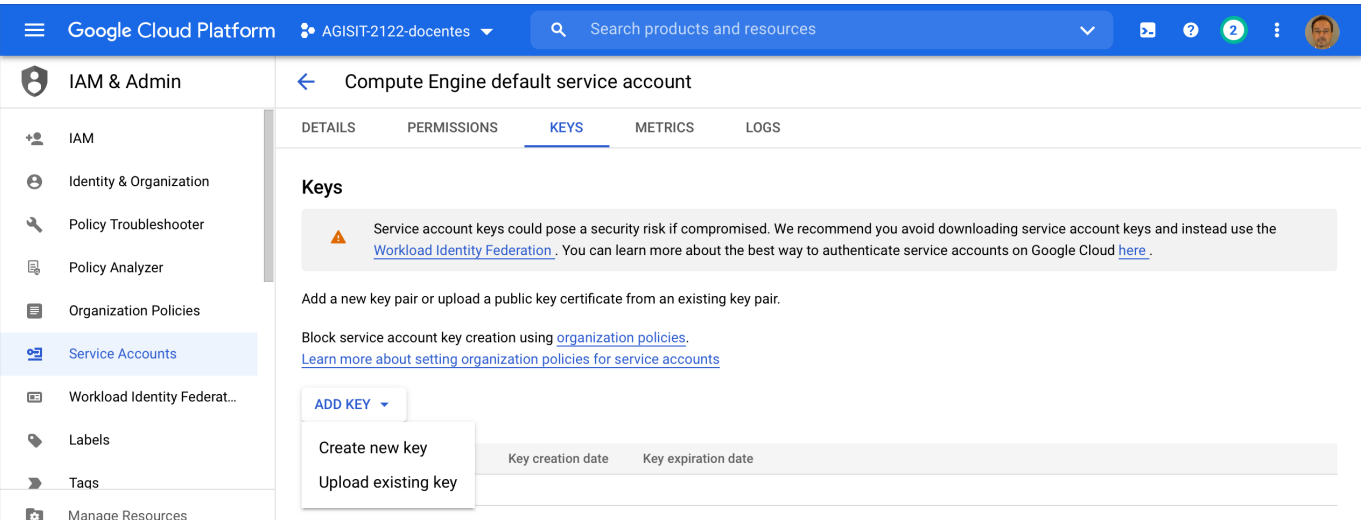 Google Cloud Platform
AGISIT-2122-docentes
Search products and resources
2
IAM & Admin
Compute Engine default service account
IAM
Identity & Organization
Policy Troubleshooter
Policy Analyzer
Organization Policies
Service Accounts
Workload Identity Federat...
Labels
Tags
Manage Resources
DETAILS PERMISSIONS KEYS METRICS LOGS
Keys
Service account keys could pose a security risk if compromised. We recommend you avoid downloading service account keys and instead use the
Workload Identity Federation . You can learn more about the best way to authenticate service accounts on Google Cloud here .
Add a new key pair or upload a public key certificate from an existing key pair.
Block service account key creation using organization policies.
Learn more about setting organization policies for service accounts
ADD KEY
Create new key
Upload existing key
Key creation date Key expiration date